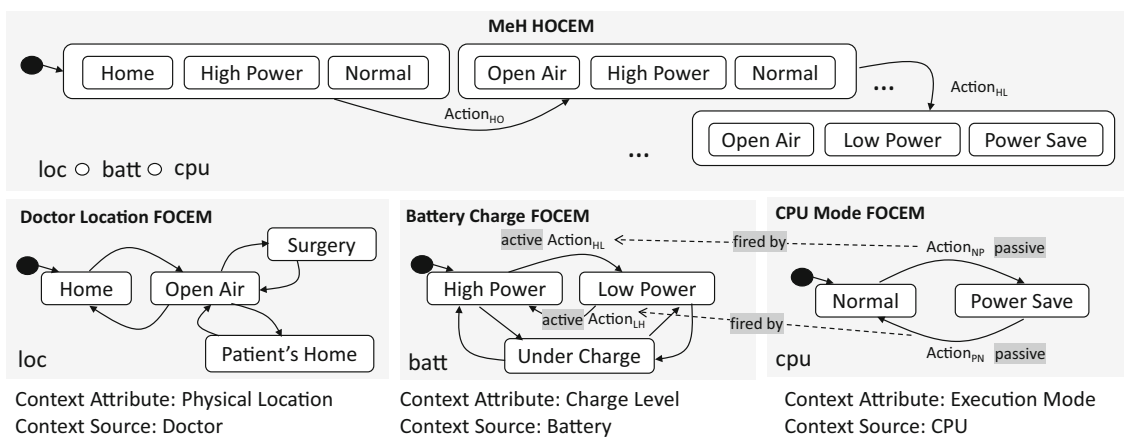 MeH HOCEM
Home High Power Normal Open Air High Power Normal
... Action_HL
Action_HO
... Open Air Low Power Power Save
loc ○ batt ○ cpu
Doctor Location FOCEM
Surgery
Home Open Air
Patient's Home
loc
Context Attribute: Physical Location
Context Source: Doctor
Battery Charge FOCEM
active Action_HL
High Power Low Power
active Action_LH
Under Charge
batt
Context Attribute: Charge Level
Context Source: Battery
fired by
fired by
CPU Mode FOCEM
Action_NP passive
Normal Power Save
Action_PN passive
cpu
Context Attribute: Execution Mode
Context Source: CPU